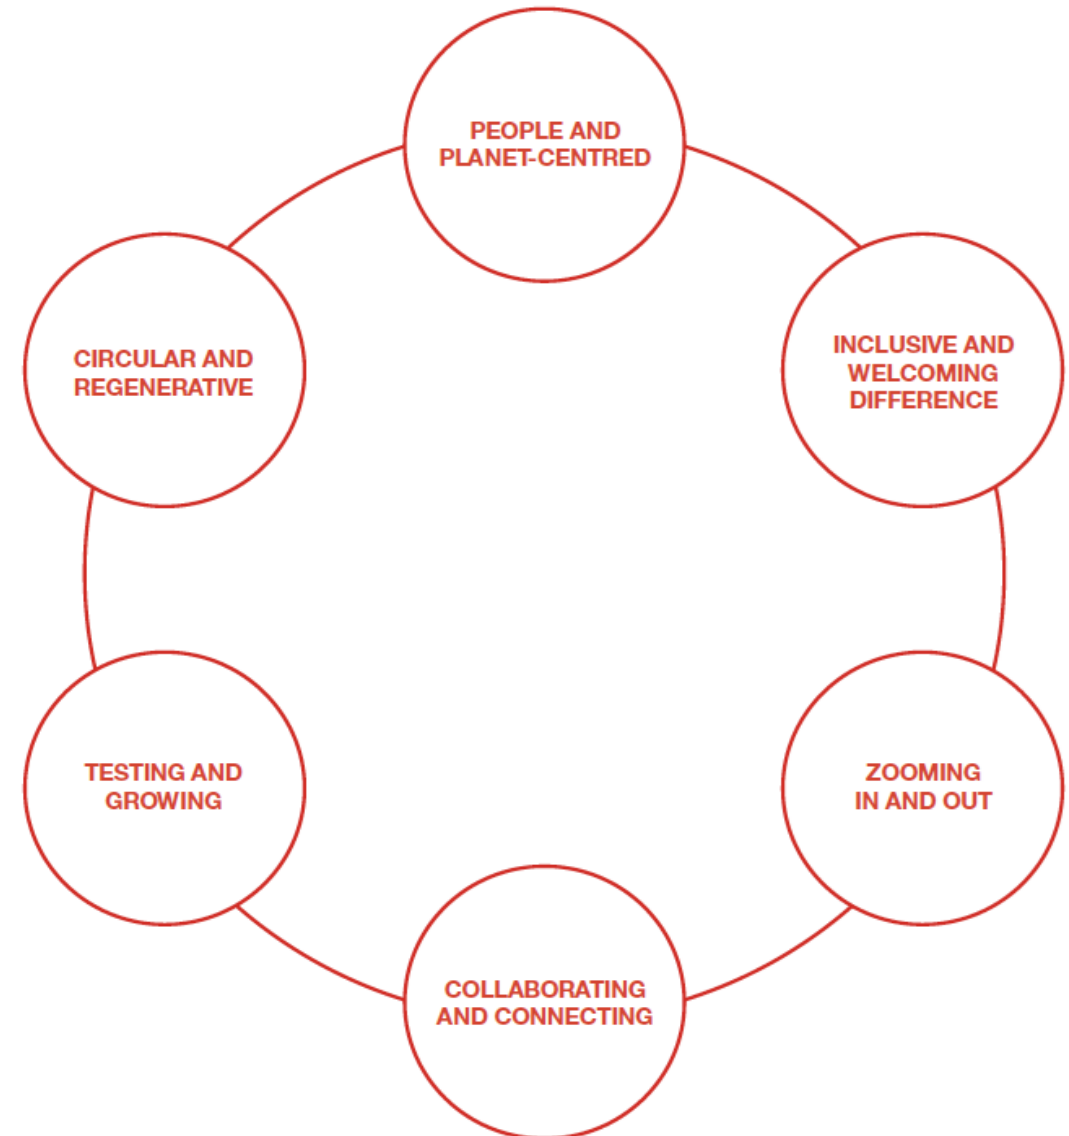 PEOPLE AND
PLANET-CENTRED
INCLUSIVE AND
WELCOMING
DIFFERENCE
ZOOMING
IN AND OUT
COLLABORATING
AND CONNECTING
TESTING AND
GROWING
CIRCULAR AND
REGENERATIVE